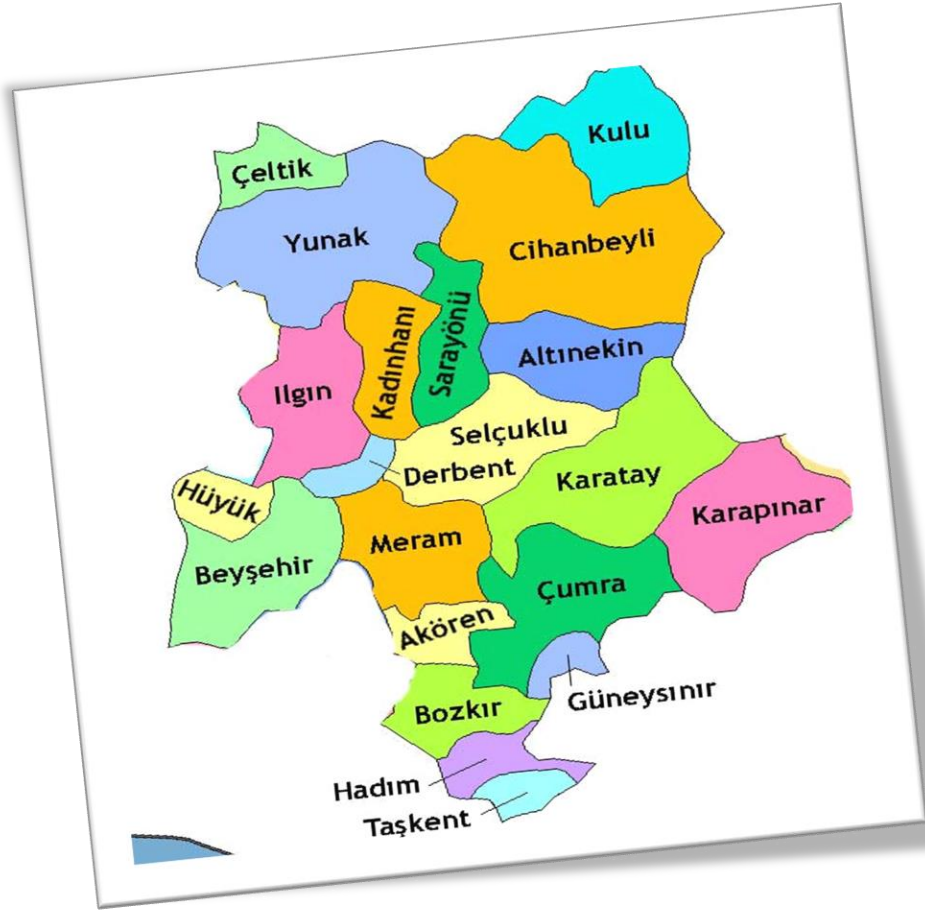 Kulu
Çeltik
Yunak
Cihanbeyli
Sarayönü
Kadınhanı
Altınekin
Ilgın
Selçuklu
Derbent
Karatay
Hüyük
Karapınar
Meram
Beyşehir
Çumra
Akören
Güneysınır
Bozkır
Hadım
Taşkent